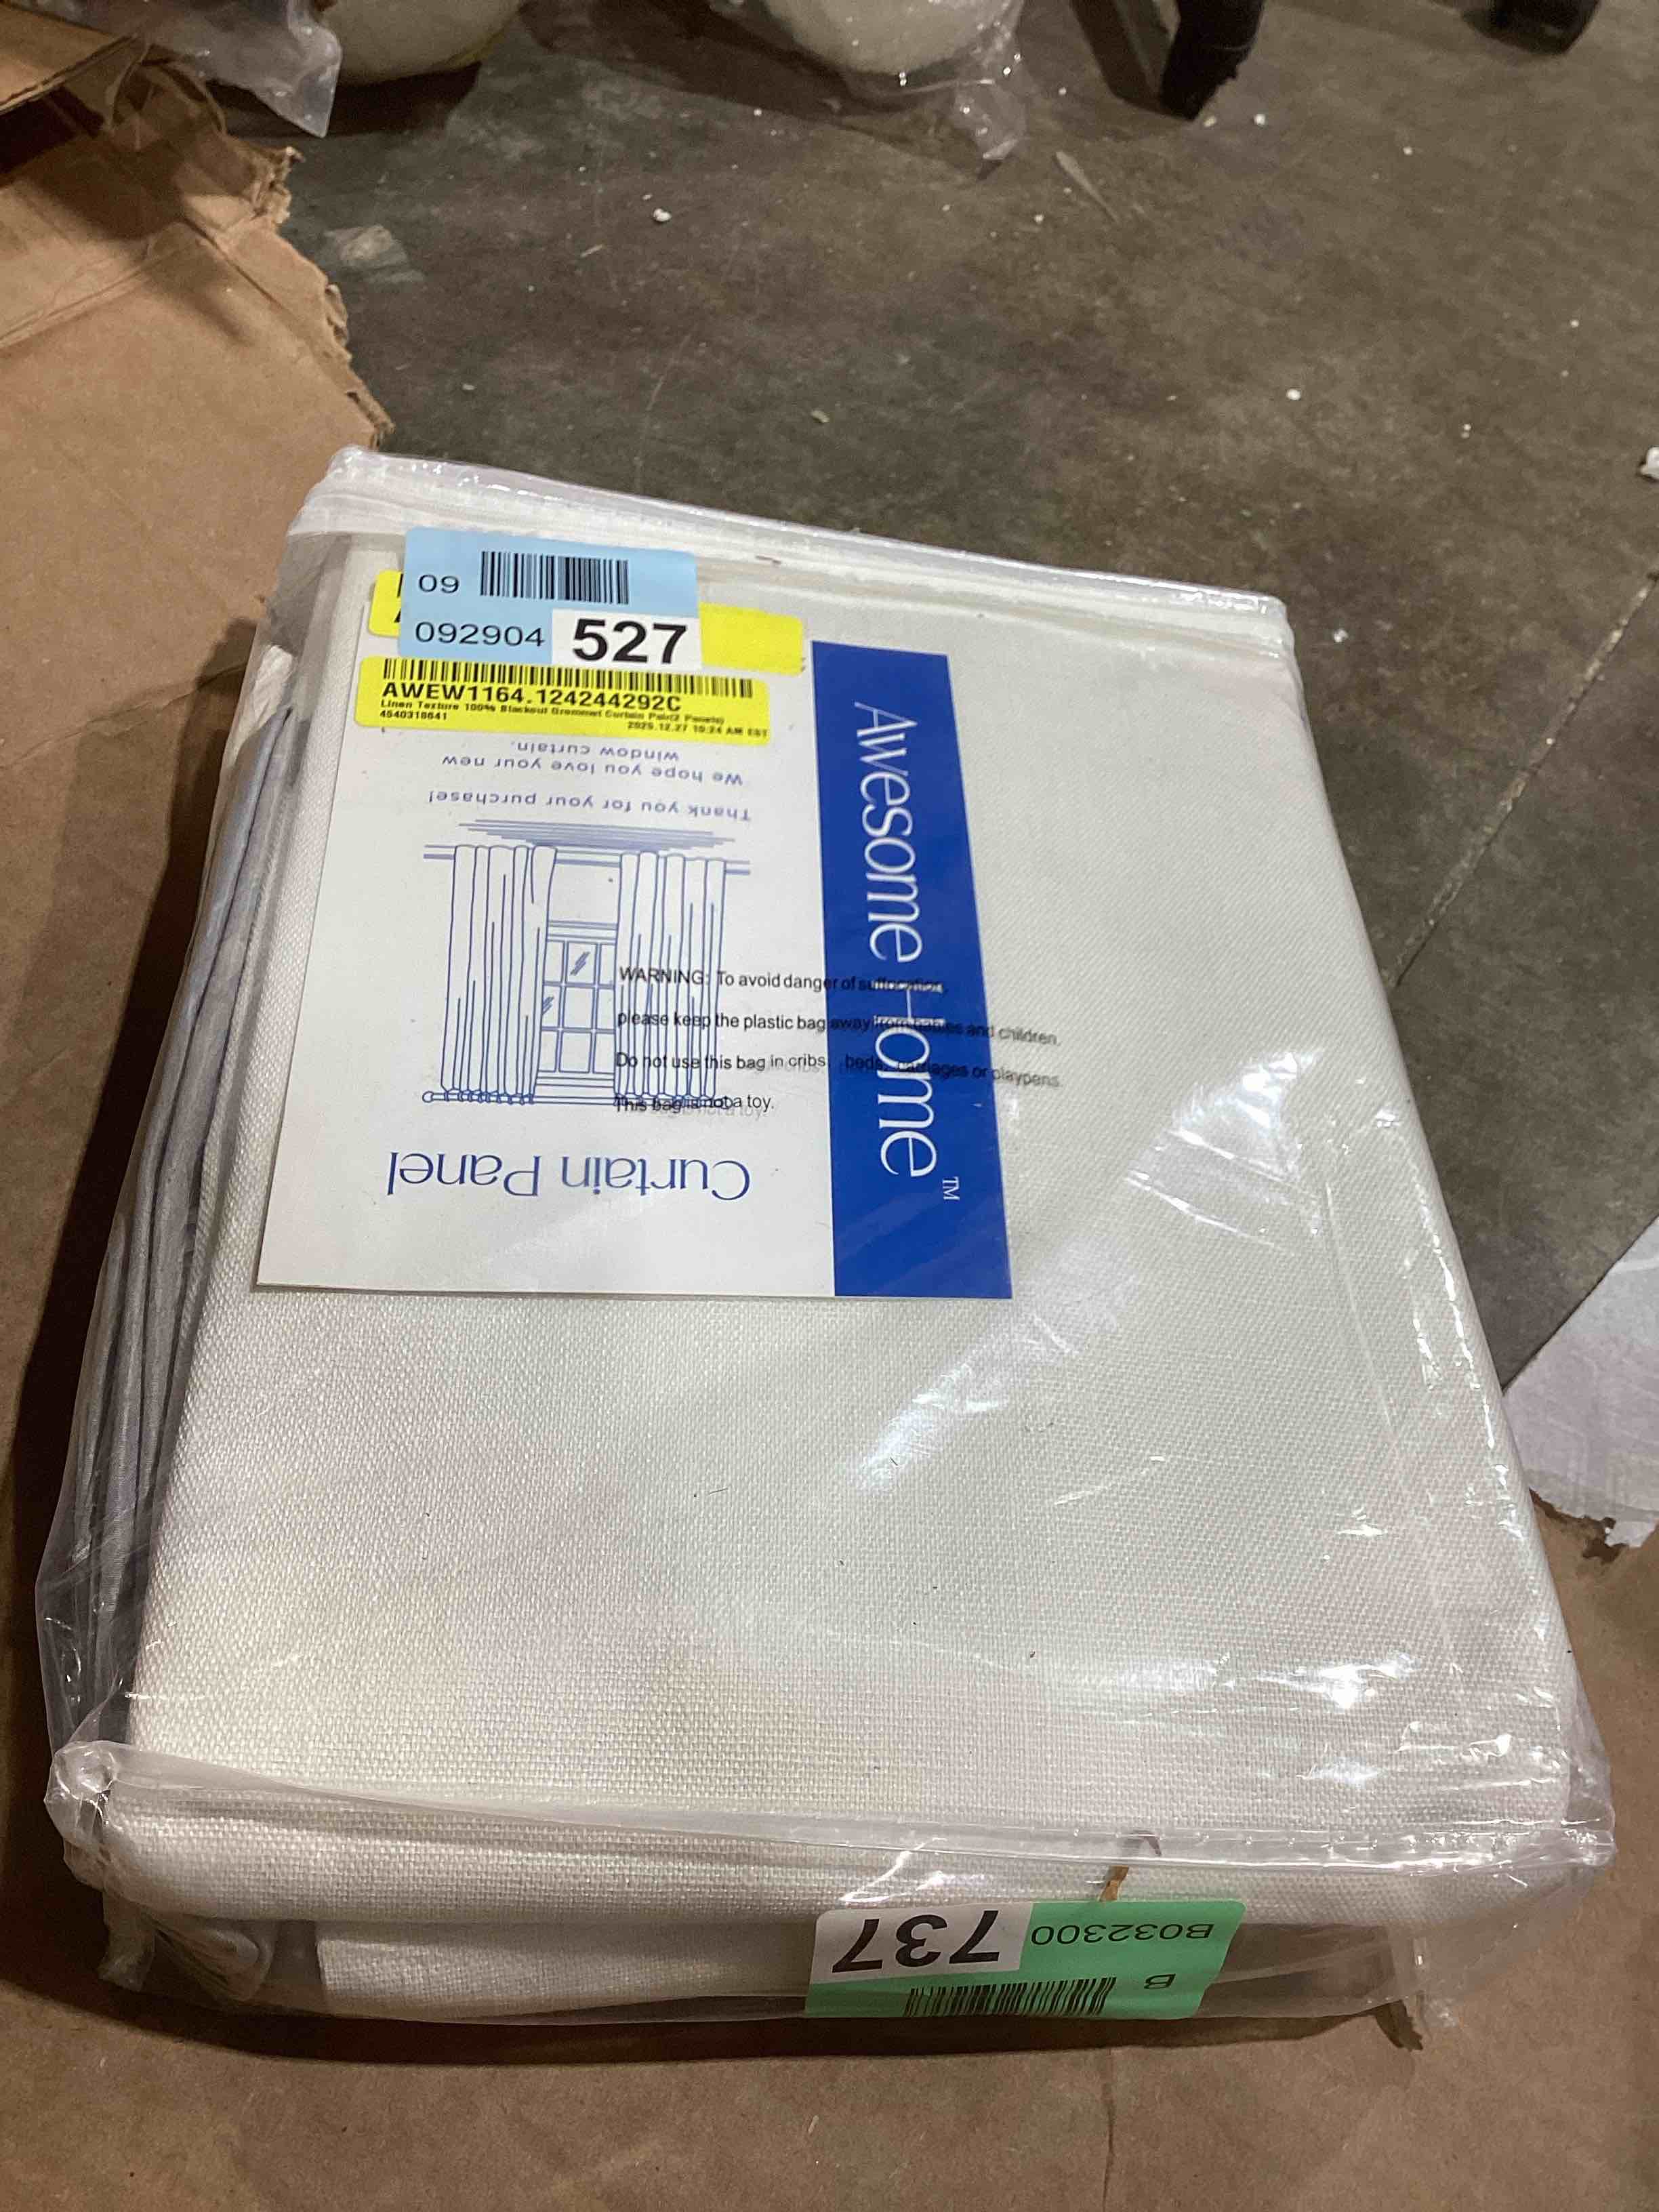 09
092904 527
AWEW1164.124244292C
Linen Texture 100% Blackout Grommet Curtain Pair(2 Panels)
4540318641
2025.12.27 10:24 AM EST
Awesome Home™
Curtain Panel
Thank you for your purchase!
We hope you love your new
window curtain.
WARNING: To avoid danger of suffocation,
please keep the plastic bag away from babies and children.
Do not use this bag in cribs, beds, carriages or playpens.
This bag is not a toy.
B
B032300 737